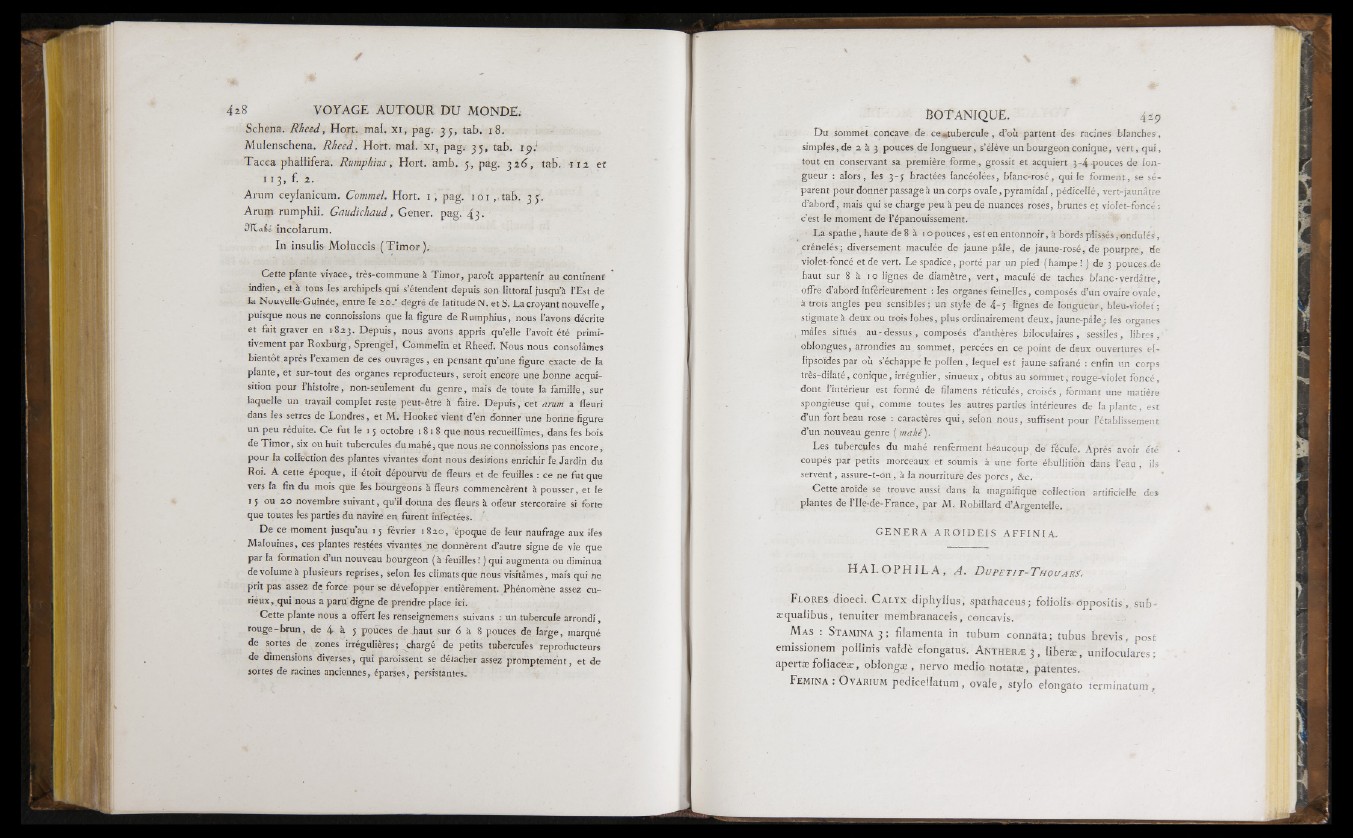 428 VOYAGE AUTOUR DU MONDE.
Schena. Rheed, Hort. mal. XI, pag. 35, tab. 18.
Mulenschena. Rheed. Hort. mal. XI, pag. 35, tab. 19.
Tacca phallifera. Rumphius, Hort. amb. 5, pag. 326, tab. 112 et
113, f. 2.
Arum ceylanicum. Commel. Hort. 1, pag. 101, tab. 35.
Arum rumphii. Gaudichaud, Gener. pag. 43.
Mahé incolarum.
In insulis Moluccis (Timor).
Cette plante vivace, très-commune à Timor, paroît appartenir au continent
indien, et à tous les archipels qui s'étendent depuis son littoral jusqu'à l'Est de
la Nouvelle-Guinée, entre le 20.e degré de latitude N. et S. La croyant nouvelle,
puisque nous ne connoissions que la figure de Rumphius, nous l'avons décrite
et fait graver en 1823. Depuis, nous avons appris qu'elle l'avoit été primi-
tivement par Roxburg, Sprengel, Commelin et Rheed. Nous nous consolâmes
bientôt après l'examen de ces ouvrages, en pensant qu'une figure exacte de la
plante, et sur-tout des organes reproducteurs, seroit encore une bonne acqui-
sition pour l'histoire, non-seulement du genre, mais de toute la famille, sur
laquelle un travail complet reste peut-être à faire. Depuis, cet arum a fleuri
dans les serres de Londres, et M. Hooker vient d'en donner une bonne figure
un peu réduite. Ce fut le 15 octobre 1818 que nous recueillîmes, dans les bois
de Timor, six ou huit tubercules du mahé, que nous ne connoissions pas encore,
pour la collection des plantes vivantes dont nous desirions enrichir le Jardin du
Roi. A cette époque, il étoit dépourvu de fleurs et de feuilles : ce ne fut que
vers la fin du mois que les bourgeons à fleurs commencèrent à pousser, et le
15 ou 20 novembre suivant, qu'il donna des fleurs à odeur stercoraire si forte
que toutes les parties du navire en furent infectées.
De ce moment jusqu'au 15 février 1820, époque de leur naufrage aux îles
Malouines, ces plantes restées vivantes ne donnèrent d'autre signe de vie que
par la formation d'un nouveau bourgeon (à feuilles!) qui augmenta ou diminua
de volume à plusieurs reprises, selon les climats que nous visitâmes, mais qui ne
prit pas assez de force pour se développer entièrement. Phénomène assez cu-
rieux, qui nous a paru digne de prendre place ici.
Cette plante nous a offert les renseignemens suivans : un tubercule arrondi,
rouge-brun, de 4 à 5 pouces de haut sur 6 à 8 pouces de large, marqué
de sortes de zones irrégulières; chargé de petits tubercules reproducteurs
de dimensions diverses, qui paroissent se détacher assez promptement, et de
sortes de racines anciennes, éparses, persistantes.
BOTANIQUE. 429
Du sommet concave de ce tubercule, d'où partent des racines blanches,
simples, de 2 à 3 pouces de longueur, s'élève un bourgeon conique, vert, qui,
tout en conservant sa première forme, grossit et acquiert 3-4 pouces de lon-
gueur : alors, les 3-5 bractées lancéolées, blanc-rosé, qui le forment, se sé-
parent pour donner passage à un corps ovale, pyramidal, pédicellé, vert-jaunâtre
d'abord, mais qui se charge peu à peu de nuances roses, brunes et violet-foncé :
c'est le moment de l'épanouissement.
La spathe, haute de 8 à 10 pouces, est en entonnoir, à bords plissés, ondulés,
crénelés; diversement maculée de jaune pâle, de jaune-rosé, de pourpre, de
violet-foncé et de vert. Le spadice, porté par un pied (hampe!) de 3 pouces de
haut sur 8 à 10 lignes de diamètre, vert, maculé de taches blanc-verdâtre,
offre d'abord inférieurement : les organes femelles, composés d'un ovaire ovale,
à trois angles peu sensibles; un style de 4-5 lignes de longueur, bleu-violet;
stigmate à deux ou trois lobes, plus ordinairement deux, jaune-pâle; les organes
mâles situés au-dessus, composés d'anthères biloculaires, sessiles, libres,
oblongues, arrondies au sommet, percées en ce point de deux ouvertures el-
lipsoïdes par où s'échappe le pollen, lequel est jaune safrané : enfin un corps
très-dilaté, conique, irrégulier, sinueux, obtus au sommet, rouge-violet foncé,
dont l'intérieur est formé de filamens réticulés, croisés, formant une matière
spongieuse qui, comme toutes les autres parties intérieures de la plante, est
d'un fort beau rose : caractères qui, selon nous, suffisent pour l'établissement
d'un nouveau genre (mahé).
Les tubercules du mahé renferment beaucoup de fécule. Après avoir été
coupés par petits morceaux et soumis à une forte ébullition dans l'eau, ils
servent, assure-t-on, à la nourriture des porcs, &c.
Cette aroïde se trouve aussi dans la magnifique collection artificielle des
plantes de l'Ile-de-France, par M. Robillard d'Argentelle.
GENERA AROIDEIS AFFINIA.
HALOPHILA, A. DUPETIT-THOUARS.
FLORES dioeci. CALYX diphyllus, spathaceus; foliolis oppositis, sub-
æqualibus, tenuiter membranaceis, concavis.
MAS : STAMINA 3; filamenta in tubum connata; tubus brevis, post
emissionem pollinis valdè elongatus. ANTHERÆ 3, liberæ, uniloculares;
apertæ foliaceæ, oblongæ, nervo medio notatæ, patentes.
FEMINA : OVARIUM pedicellatum, ovale, stylo elongato terminatum,